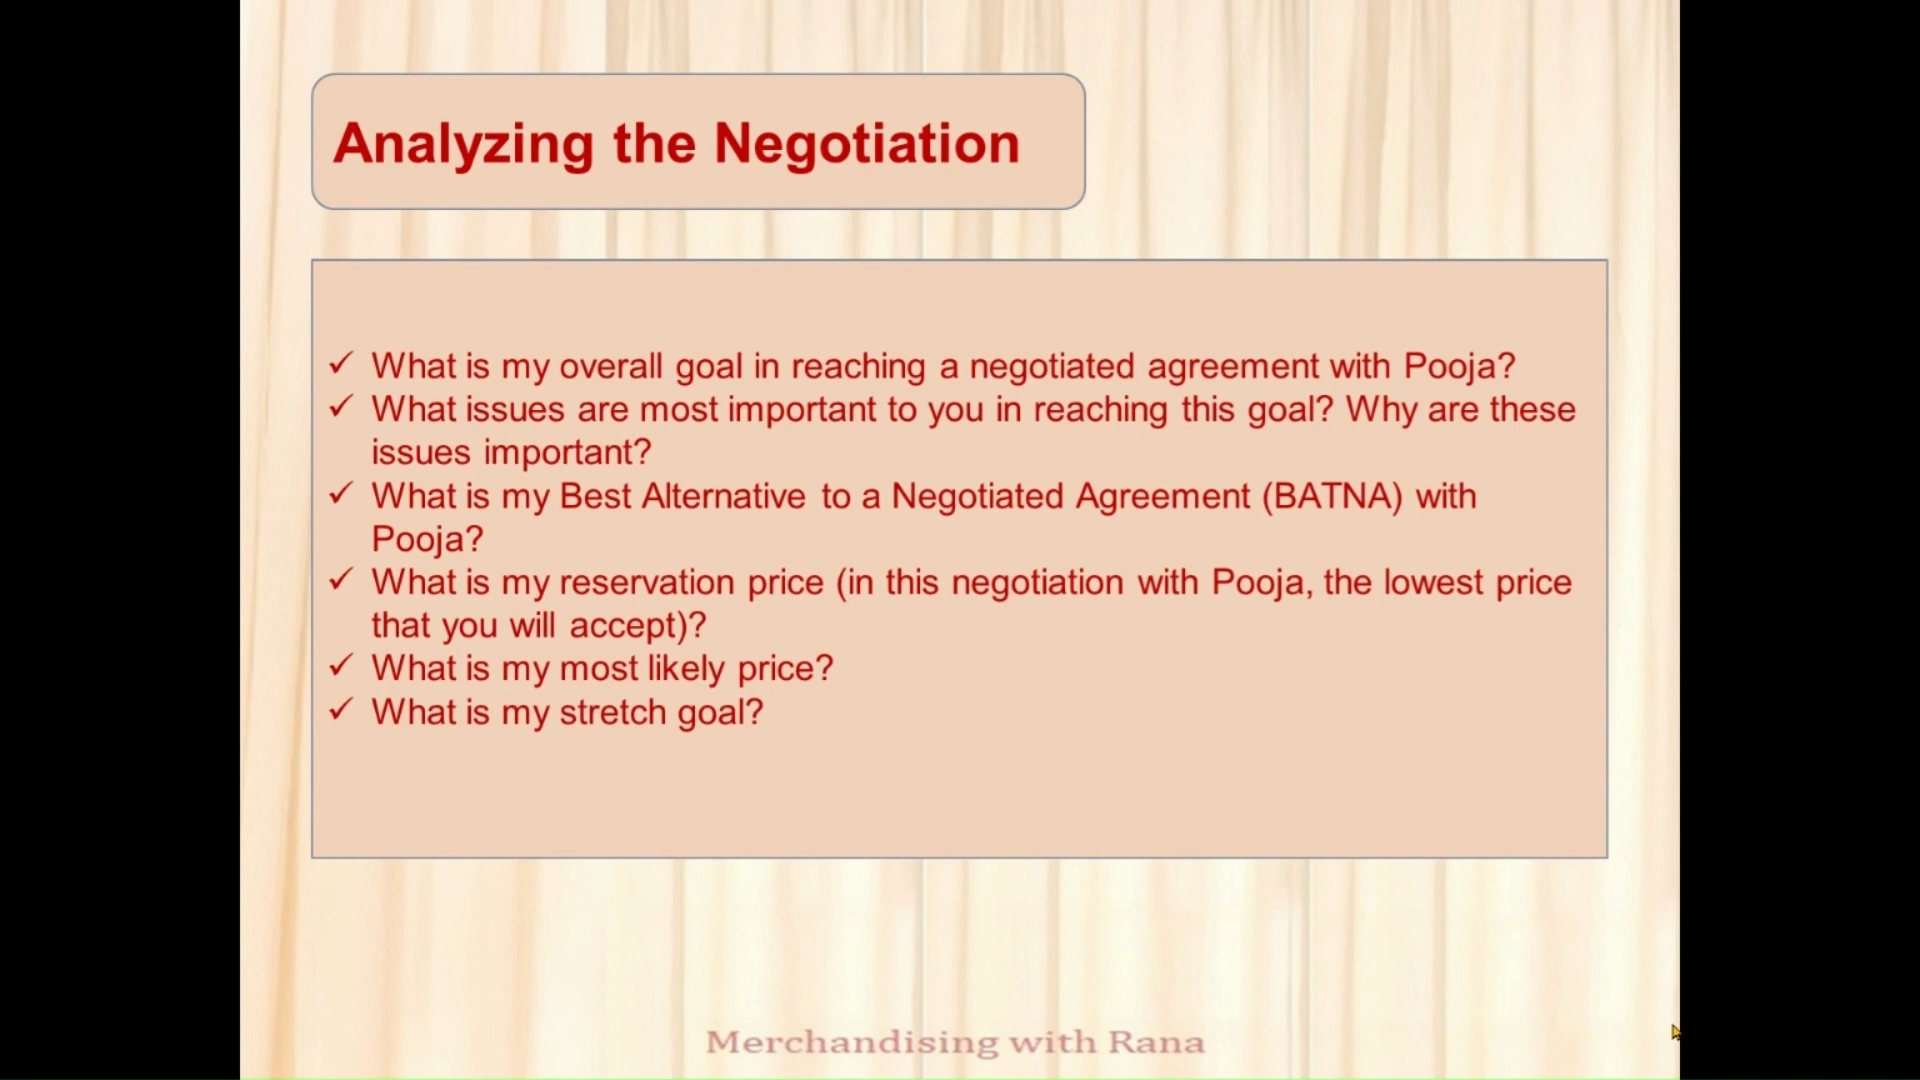 Analyzing the Negotiation
✓ What is my overall goal in reaching a negotiated agreement with Pooja?
✓ What issues are most important to you in reaching this goal? Why are these
issues important?
✓ What is my Best Alternative to a Negotiated Agreement (BATNA) with
Pooja?
✓ What is my reservation price (in this negotiation with Pooja, the lowest price
that you will accept)?
✓ What is my most likely price?
✓ What is my stretch goal?
Merchandising with Rana